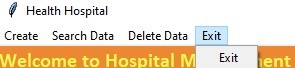 Health Hospital
Create Search Data Delete Data Exit
Exit
Welcome to Hospital M